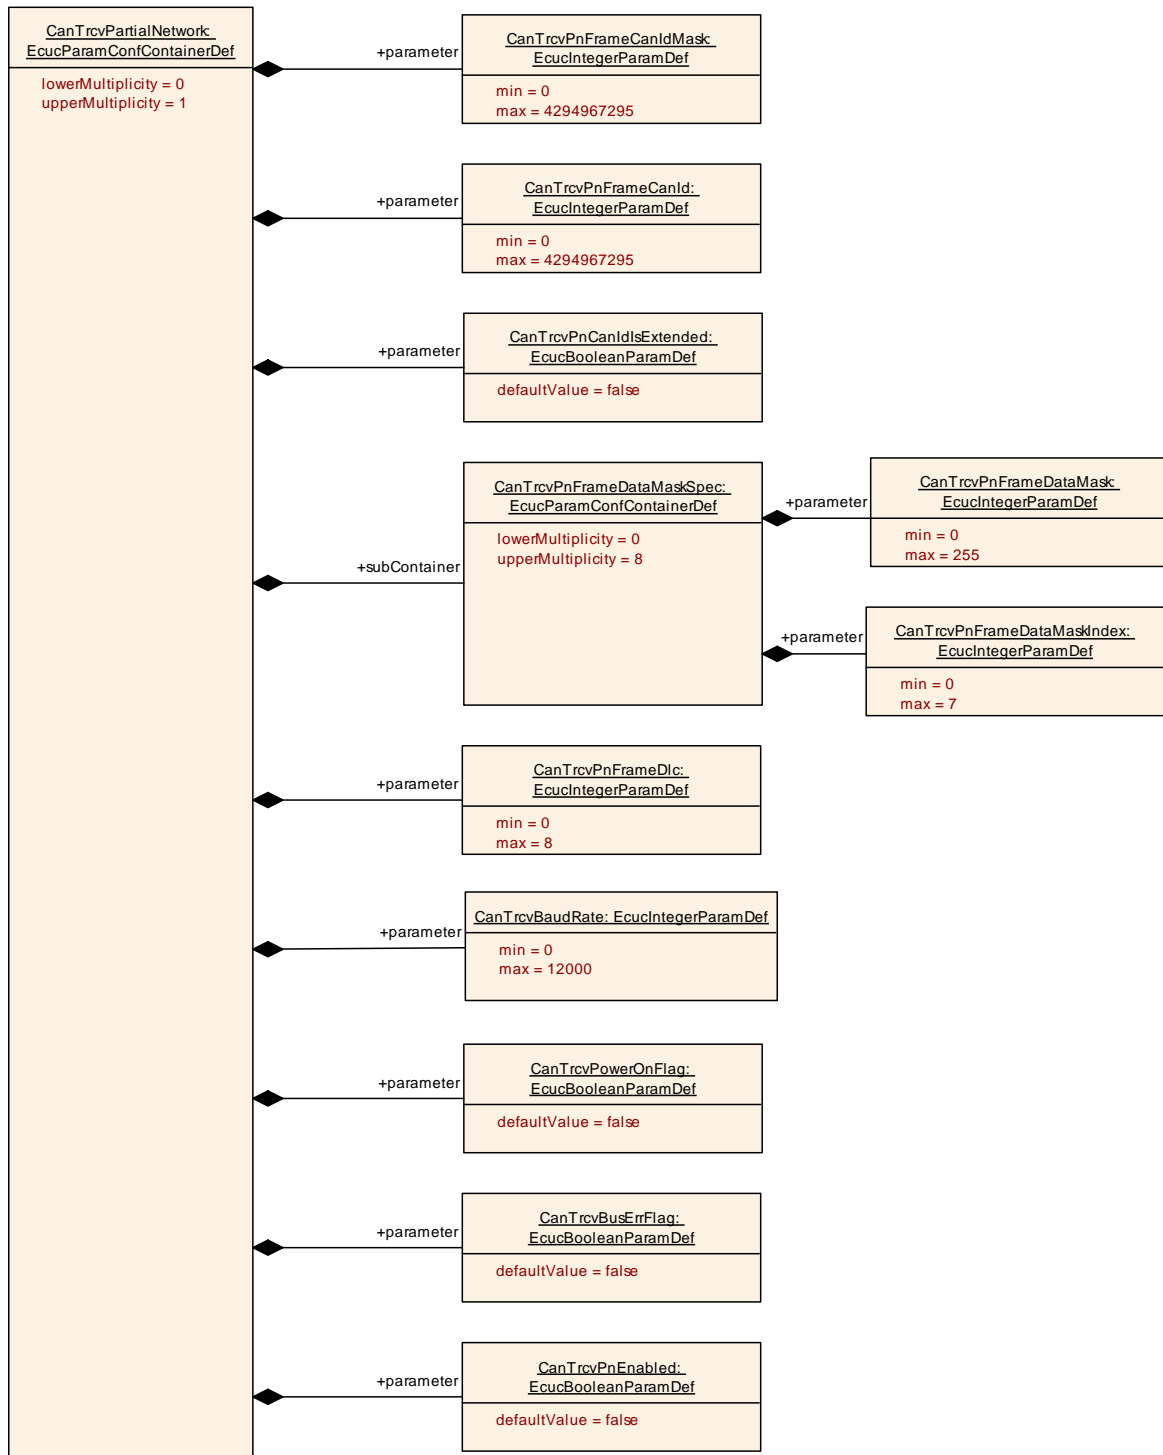 CanTrcvPartialNetwork:
EcucParamConfContainerDef
lowerMultiplicity = 0
upperMultiplicity = 1
+parameter
CanTrcvPnFrameCanIdMask:
EcucIntegerParamDef
min = 0
max = 4294967295
+parameter
CanTrcvPnFrameCanId:
EcucIntegerParamDef
min = 0
max = 4294967295
+parameter
CanTrcvPnCanIdIsExtended:
EcucBooleanParamDef
defaultValue = false
+subContainer
CanTrcvPnFrameDataMaskSpec:
EcucParamConfContainerDef
lowerMultiplicity = 0
upperMultiplicity = 8
+parameter
CanTrcvPnFrameDataMask:
EcucIntegerParamDef
min = 0
max = 255
+parameter
CanTrcvPnFrameDataMaskIndex:
EcucIntegerParamDef
min = 0
max = 7
+parameter
CanTrcvPnFrameDlc:
EcucIntegerParamDef
min = 0
max = 8
+parameter
CanTrcvBaudRate: EcucIntegerParamDef
min = 0
max = 12000
+parameter
CanTrcvPowerOnFlag:
EcucBooleanParamDef
defaultValue = false
+parameter
CanTrcvBusErrFlag:
EcucBooleanParamDef
defaultValue = false
+parameter
CanTrcvPnEnabled:
EcucBooleanParamDef
defaultValue = false